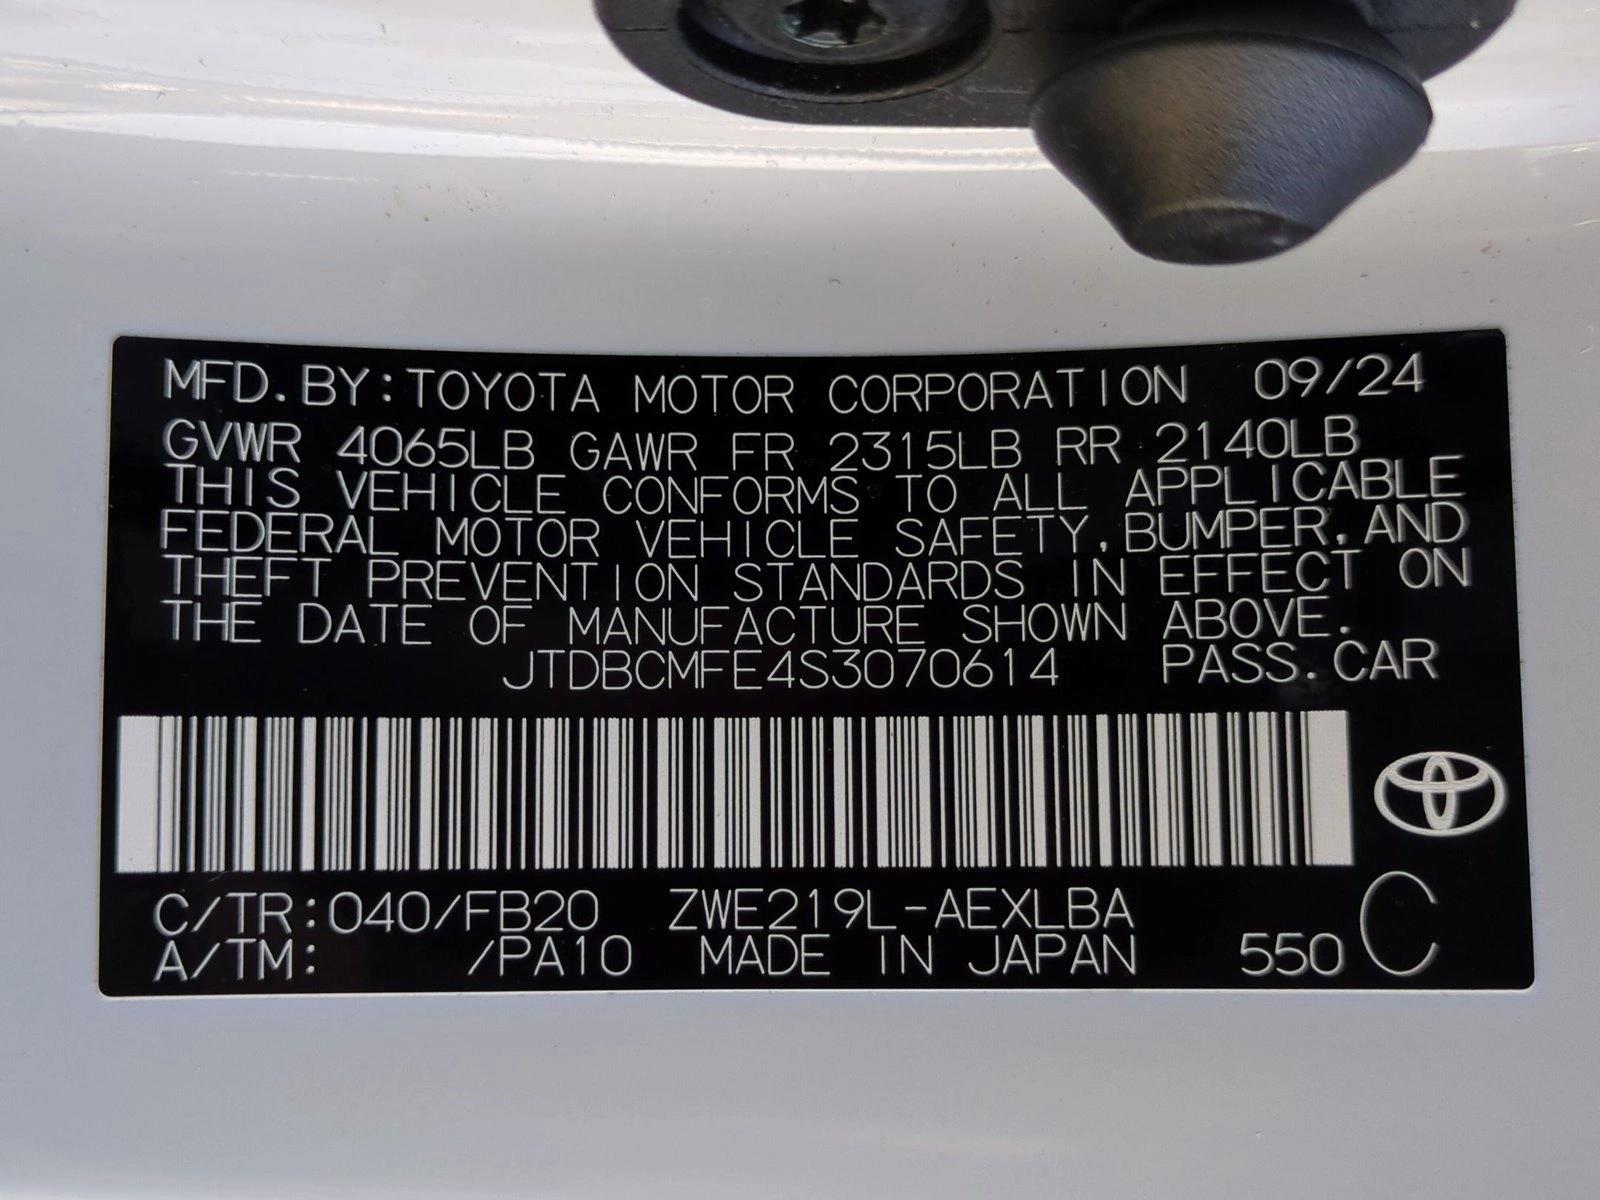 MFD.BY:TOYOTA MOTOR CORPORATION 09/24
GVWR 4065LB GAWR FR 2315LB RR 2140LB
THIS VEHICLE CONFORMS TO ALL APPLICABLE
FEDERAL MOTOR VEHICLE SAFETY, BUMPER, AND
THEFT PREVENTION STANDARDS IN EFFECT ON
THE DATE OF MANUFACTURE SHOWN ABOVE.
JTDBCMFE4S3070614 PASS.CAR
C/TR:040/FB20 ZWE219L-AEXLBA
A/TM: /PA10 MADE IN JAPAN 550 C